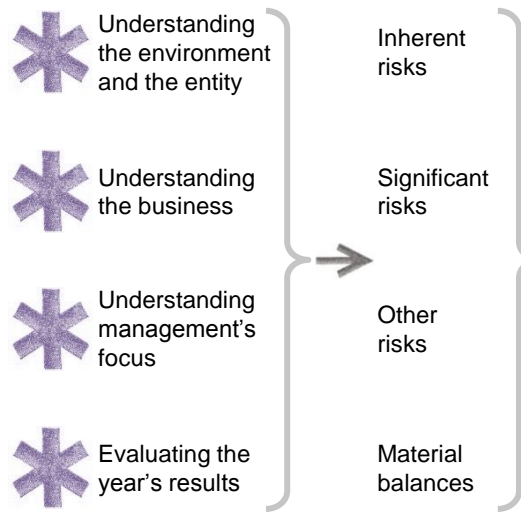 Understanding
the environment
and the entity
Understanding
the business
Understanding
management’s
focus
Evaluating the
year’s results
Inherent
risks
Significant
risks
Other
risks
Material
balances